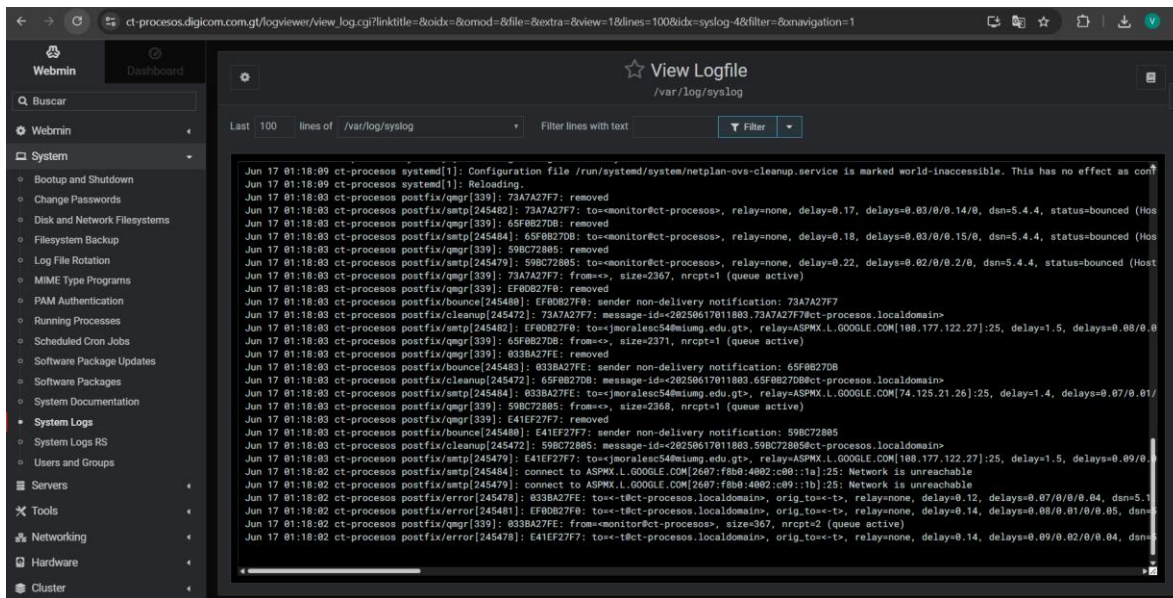 ct-procesos.digicom.com.gt/logviewer/view_log.cgi?linktitle=&oidx=&omod=&file=&extra=&view=1&lines=100&idx=syslog-4&filter=&xnavigation=1
V
Webmin
Dashboard
Buscar
Webmin
System
Bootup and Shutdown
Change Passwords
Disk and Network Filesystems
Filesystem Backup
Log File Rotation
MIME Type Programs
PAM Authentication
Running Processes
Scheduled Cron Jobs
Software Package Updates
Software Packages
System Documentation
System Logs
System Logs RS
Users and Groups
Servers
Tools
Networking
Hardware
Cluster
View Logfile
/var/log/syslog
Last 100 lines of /var/log/syslog Filter lines with text Filter
Jun 17 01:18:09 ct-procesos systemd[1]: Configuration file /run/systemd/system/netplan-ovs-cleanup.service is marked world-inaccessible. This has no effect as conf
Jun 17 01:18:09 ct-procesos systemd[1]: Reloading.
Jun 17 01:18:03 ct-procesos postfix/qmgr[339]: 73A7A27F7: removed
Jun 17 01:18:03 ct-procesos postfix/smtp[245482]: 73A7A27F7: to=<monitor@ct-procesos>, relay=none, delay=0.17, delays=0.03/0/0.14/0, dsn=5.4.4, status=bounced (Hos
Jun 17 01:18:03 ct-procesos postfix/qmgr[339]: 65F0B27DB: removed
Jun 17 01:18:03 ct-procesos postfix/smtp[245484]: 65F0B27DB: to=<monitor@ct-procesos>, relay=none, delay=0.18, delays=0.03/0/0.15/0, dsn=5.4.4, status=bounced (Hos
Jun 17 01:18:03 ct-procesos postfix/qmgr[339]: 59BC72805: removed
Jun 17 01:18:03 ct-procesos postfix/smtp[245479]: 59BC72805: to=<monitor@ct-procesos>, relay=none, delay=0.22, delays=0.02/0/0.2/0, dsn=5.4.4, status=bounced (Host
Jun 17 01:18:03 ct-procesos postfix/qmgr[339]: 73A7A27F7: from=<>, size=2367, nrcpt=1 (queue active)
Jun 17 01:18:03 ct-procesos postfix/qmgr[339]: EF0DB27F0: removed
Jun 17 01:18:03 ct-procesos postfix/bounce[245480]: EF0DB27F0: sender non-delivery notification: 73A7A27F7
Jun 17 01:18:03 ct-procesos postfix/cleanup[245472]: 73A7A27F7: message-id=<20250617011803.73A7A27F7@ct-procesos.localdomain>
Jun 17 01:18:03 ct-procesos postfix/smtp[245482]: EF0DB27F0: to=<jmoralesc54@miumg.edu.gt>, relay=ASPMX.L.GOOGLE.COM[108.177.122.27]:25, delay=1.5, delays=0.08/0.0
Jun 17 01:18:03 ct-procesos postfix/qmgr[339]: 65F0B27DB: from=<>, size=2371, nrcpt=1 (queue active)
Jun 17 01:18:03 ct-procesos postfix/qmgr[339]: 033BA27FE: removed
Jun 17 01:18:03 ct-procesos postfix/bounce[245483]: 033BA27FE: sender non-delivery notification: 65F0B27DB
Jun 17 01:18:03 ct-procesos postfix/cleanup[245472]: 65F0B27DB: message-id=<20250617011803.65F0B27DB@ct-procesos.localdomain>
Jun 17 01:18:03 ct-procesos postfix/smtp[245484]: 033BA27FE: to=<jmoralesc54@miumg.edu.gt>, relay=ASPMX.L.GOOGLE.COM[74.125.21.26]:25, delay=1.4, delays=0.07/0.01/
Jun 17 01:18:03 ct-procesos postfix/qmgr[339]: 59BC72805: from=<>, size=2368, nrcpt=1 (queue active)
Jun 17 01:18:03 ct-procesos postfix/qmgr[339]: E41EF27F7: removed
Jun 17 01:18:03 ct-procesos postfix/bounce[245480]: E41EF27F7: sender non-delivery notification: 59BC72805
Jun 17 01:18:03 ct-procesos postfix/cleanup[245472]: 59BC72805: message-id=<20250617011803.59BC72805@ct-procesos.localdomain>
Jun 17 01:18:03 ct-procesos postfix/smtp[245479]: E41EF27F7: to=<jmoralesc54@miumg.edu.gt>, relay=ASPMX.L.GOOGLE.COM[108.177.122.27]:25, delay=1.5, delays=0.09/0.
Jun 17 01:18:02 ct-procesos postfix/smtp[245484]: connect to ASPMX.L.GOOGLE.COM[2607:f8b0:4002:c09::1a]:25: Network is unreachable
Jun 17 01:18:02 ct-procesos postfix/smtp[245479]: connect to ASPMX.L.GOOGLE.COM[2607:f8b0:4002:c09::1b]:25: Network is unreachable
Jun 17 01:18:02 ct-procesos postfix/error[245478]: 033BA27FE: to=<-t@ct-procesos.localdomain>, orig_to=<-t>, relay=none, delay=0.12, delays=0.07/0/0/0.04, dsn=5.1
Jun 17 01:18:02 ct-procesos postfix/error[245481]: EF0DB27F0: to=<-t@ct-procesos.localdomain>, orig_to=<-t>, relay=none, delay=0.14, delays=0.08/0.01/0/0.05, dsn=
Jun 17 01:18:02 ct-procesos postfix/qmgr[339]: 033BA27FE: from=<monitor@ct-procesos>, size=367, nrcpt=2 (queue active)
Jun 17 01:18:02 ct-procesos postfix/error[245478]: E41EF27F7: to=<-t@ct-procesos.localdomain>, orig_to=<-t>, relay=none, delay=0.14, delays=0.09/0.02/0/0.04, dsn=